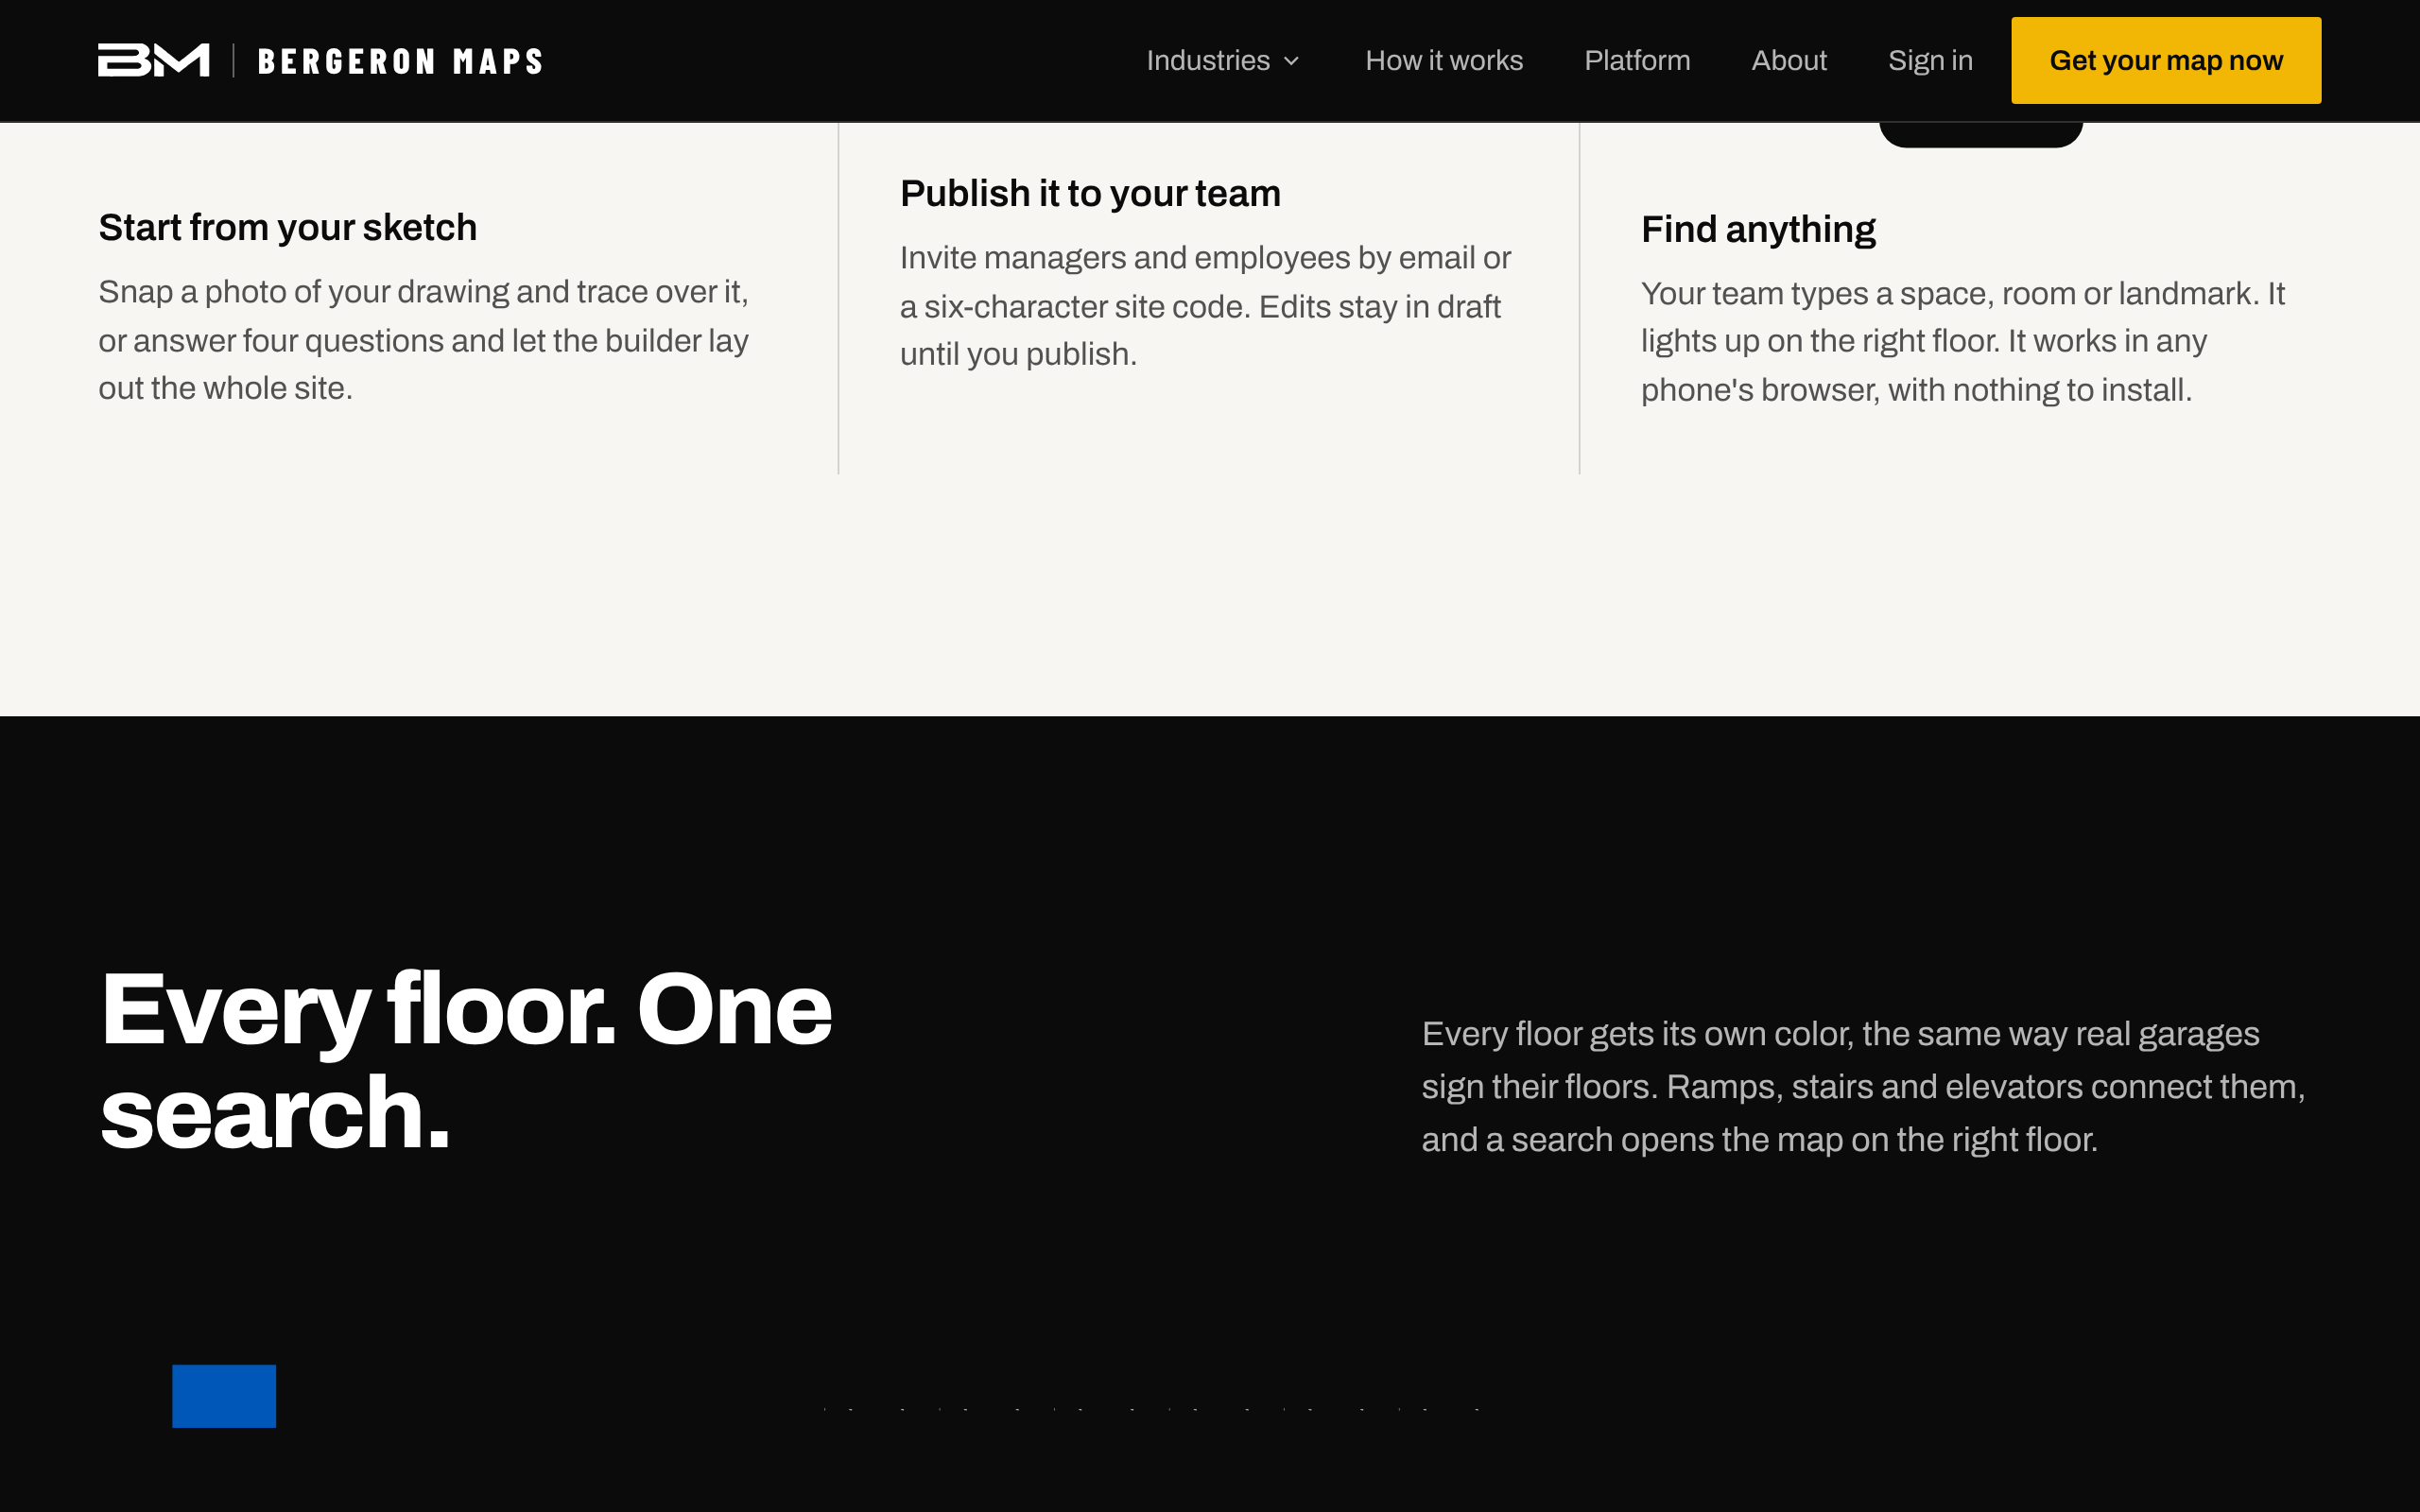 BM | BERGERON MAPS
Industries
How it works
Platform
About
Sign in
Get your map now
Start from your sketch
Snap a photo of your drawing and trace over it,
or answer four questions and let the builder lay
out the whole site.
Publish it to your team
Invite managers and employees by email or
a six-character site code. Edits stay in draft
until you publish.
Find anything
Your team types a space, room or landmark. It
lights up on the right floor. It works in any
phone's browser, with nothing to install.
Every floor. One
search.
Every floor gets its own color, the same way real garages
sign their floors. Ramps, stairs and elevators connect them,
and a search opens the map on the right floor.